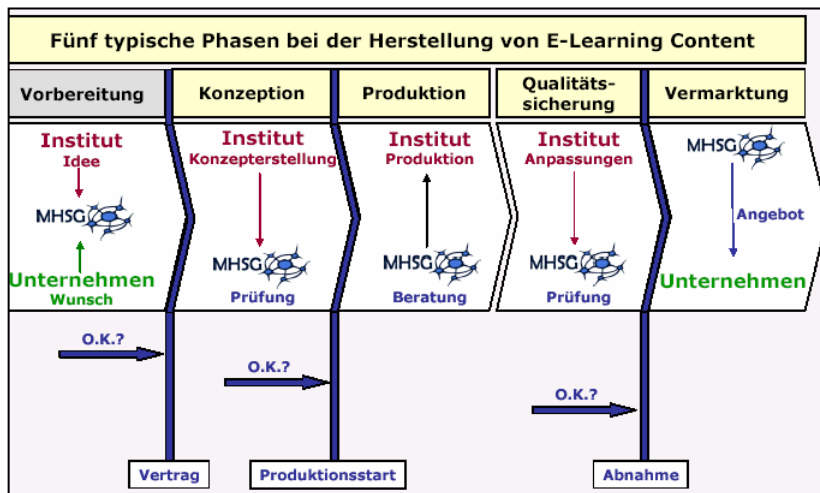 Fünf typische Phasen bei der Herstellung von E-Learning Content
Vorbereitung
Konzeption
Produktion
Qualitäts-
sicherung
Vermarktung
Institut
Idee
MHSG
Unternehmen
Wunsch
Institut
Konzepterstellung
MHSG
Prüfung
Institut
Produktion
MHSG
Beratung
Institut
Anpassungen
MHSG
Prüfung
MHSG
Angebot
Unternehmen
O.K.?
O.K.?
O.K.?
Vertrag
Produktionsstart
Abnahme